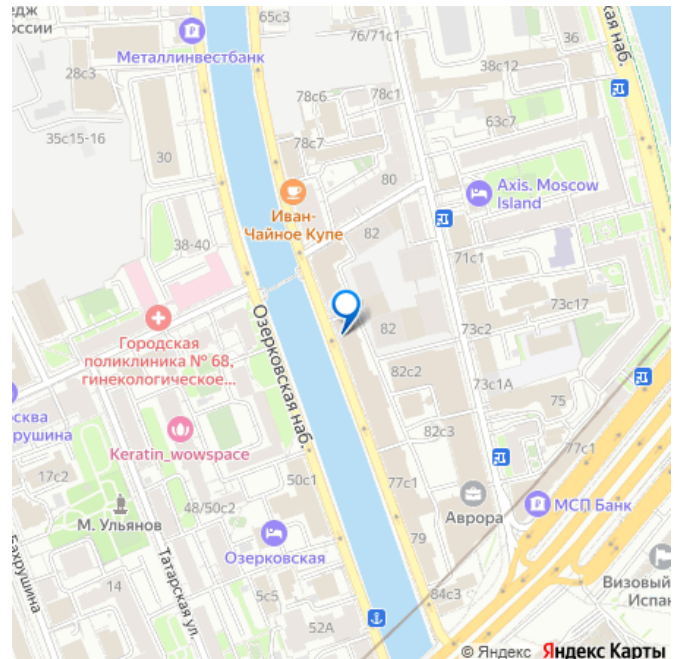 дж
оссии
65с3
Металлинвестбанк
28с3
76/71с1
36
кая наб.
38с12
78с6
78с1
35с15-16
78с7
63с7
30
80
Axis. Moscow
Island
Иван-
Чайное Купе
82
38-40
71с1
73с17
Озерковская наб.
82
73с2
Городская
поликлиника № 68,
гинекологическое...
82с2
73с1А
75
сква
рушина
Keratin_wowspace
82с3
77с1
17с2
50с1
77с1
48/50с2
МСП Банк
М. Ульянов
Аврора
Озерковская
79
Татарская ул.
Бахрушина
14
5с5
84с3
Визовый
Испан
52А
© Яндекс Яндекс Карты